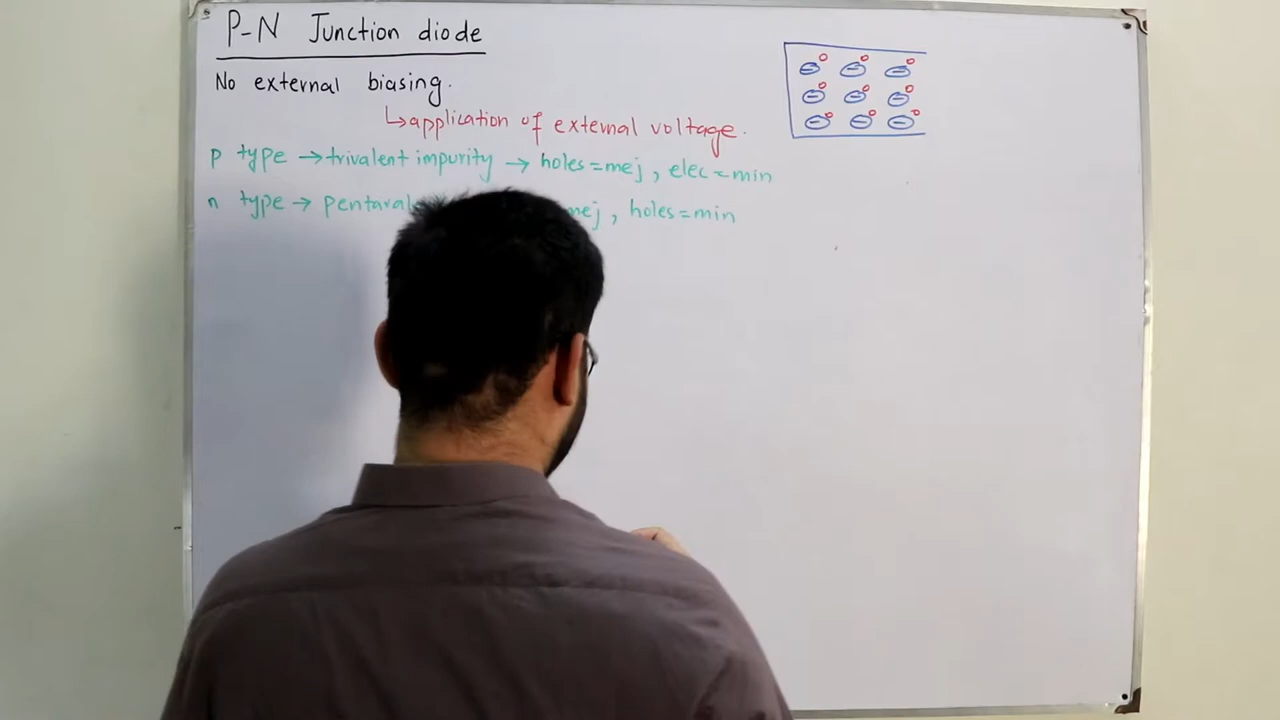 P-N Junction diode
No external biasing.
↳application of external voltage.
p type →trivalent impurity → holes=mej, elec=min
n type → mej, holes=min